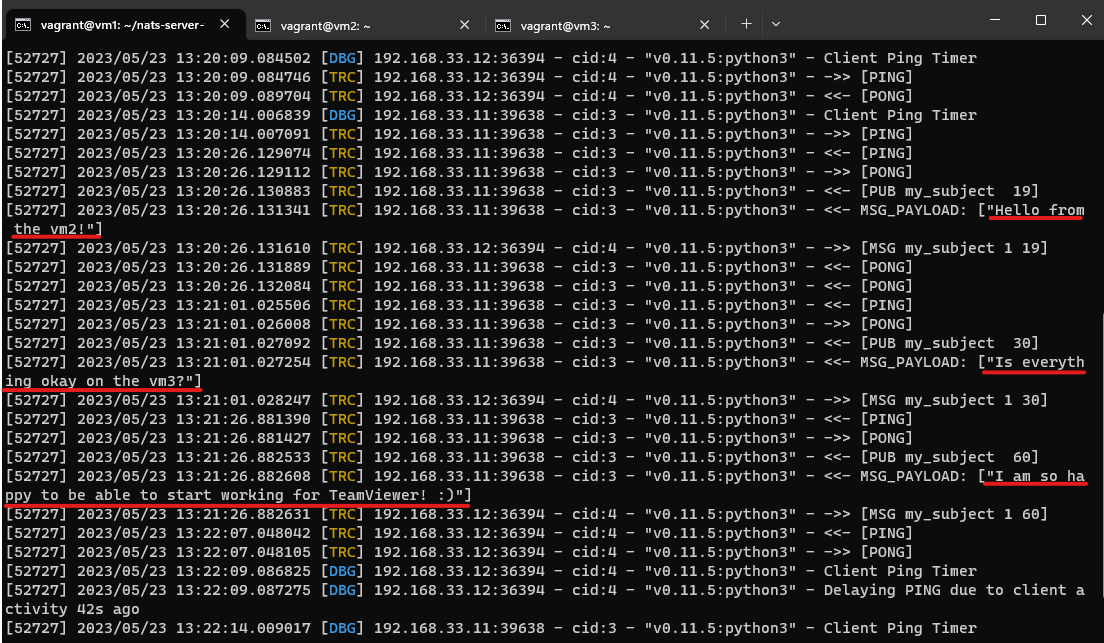 vagrant@vm1: ~/nats-server-
vagrant@vm2: ~
vagrant@vm3: ~
[52727] 2023/05/23 13:20:09.084502 [DBG] 192.168.33.12:36394 - cid:4 - "v0.11.5:python3" - Client Ping Timer
[52727] 2023/05/23 13:20:09.084746 [TRC] 192.168.33.12:36394 - cid:4 - "v0.11.5:python3" - ->> [PING]
[52727] 2023/05/23 13:20:09.089704 [TRC] 192.168.33.12:36394 - cid:4 - "v0.11.5:python3" - <<- [PONG]
[52727] 2023/05/23 13:20:14.006839 [DBG] 192.168.33.11:39638 - cid:3 - "v0.11.5:python3" - Client Ping Timer
[52727] 2023/05/23 13:20:14.007091 [TRC] 192.168.33.11:39638 - cid:3 - "v0.11.5:python3" - ->> [PING]
[52727] 2023/05/23 13:20:26.129074 [TRC] 192.168.33.11:39638 - cid:3 - "v0.11.5:python3" - <<- [PING]
[52727] 2023/05/23 13:20:26.129112 [TRC] 192.168.33.11:39638 - cid:3 - "v0.11.5:python3" - ->> [PONG]
[52727] 2023/05/23 13:20:26.130883 [TRC] 192.168.33.11:39638 - cid:3 - "v0.11.5:python3" - <<- [PUB my_subject  19]
[52727] 2023/05/23 13:20:26.131341 [TRC] 192.168.33.11:39638 - cid:3 - "v0.11.5:python3" - <<- MSG_PAYLOAD: ["Hello from
 the vm2!"]
[52727] 2023/05/23 13:20:26.131610 [TRC] 192.168.33.12:36394 - cid:4 - "v0.11.5:python3" - ->> [MSG my_subject 1 19]
[52727] 2023/05/23 13:20:26.131889 [TRC] 192.168.33.11:39638 - cid:3 - "v0.11.5:python3" - <<- [PONG]
[52727] 2023/05/23 13:20:26.132084 [TRC] 192.168.33.11:39638 - cid:3 - "v0.11.5:python3" - <<- [PONG]
[52727] 2023/05/23 13:21:01.025506 [TRC] 192.168.33.11:39638 - cid:3 - "v0.11.5:python3" - <<- [PING]
[52727] 2023/05/23 13:21:01.026008 [TRC] 192.168.33.11:39638 - cid:3 - "v0.11.5:python3" - ->> [PONG]
[52727] 2023/05/23 13:21:01.027092 [TRC] 192.168.33.11:39638 - cid:3 - "v0.11.5:python3" - <<- [PUB my_subject  30]
[52727] 2023/05/23 13:21:01.027254 [TRC] 192.168.33.11:39638 - cid:3 - "v0.11.5:python3" - <<- MSG_PAYLOAD: ["Is everyth
ing okay on the vm3?"]
[52727] 2023/05/23 13:21:01.028247 [TRC] 192.168.33.12:36394 - cid:4 - "v0.11.5:python3" - ->> [MSG my_subject 1 30]
[52727] 2023/05/23 13:21:26.881390 [TRC] 192.168.33.11:39638 - cid:3 - "v0.11.5:python3" - <<- [PING]
[52727] 2023/05/23 13:21:26.881427 [TRC] 192.168.33.11:39638 - cid:3 - "v0.11.5:python3" - ->> [PONG]
[52727] 2023/05/23 13:21:26.882533 [TRC] 192.168.33.11:39638 - cid:3 - "v0.11.5:python3" - <<- [PUB my_subject  60]
[52727] 2023/05/23 13:21:26.882608 [TRC] 192.168.33.11:39638 - cid:3 - "v0.11.5:python3" - <<- MSG_PAYLOAD: ["I am so ha
ppy to be able to start working for TeamViewer! :)"]
[52727] 2023/05/23 13:21:26.882631 [TRC] 192.168.33.12:36394 - cid:4 - "v0.11.5:python3" - ->> [MSG my_subject 1 60]
[52727] 2023/05/23 13:22:07.048042 [TRC] 192.168.33.12:36394 - cid:4 - "v0.11.5:python3" - <<- [PING]
[52727] 2023/05/23 13:22:07.048105 [TRC] 192.168.33.12:36394 - cid:4 - "v0.11.5:python3" - ->> [PONG]
[52727] 2023/05/23 13:22:09.086825 [DBG] 192.168.33.12:36394 - cid:4 - "v0.11.5:python3" - Client Ping Timer
[52727] 2023/05/23 13:22:09.087275 [DBG] 192.168.33.12:36394 - cid:4 - "v0.11.5:python3" - Delaying PING due to client a
ctivity 42s ago
[52727] 2023/05/23 13:22:14.009017 [DBG] 192.168.33.11:39638 - cid:3 - "v0.11.5:python3" - Client Ping Timer